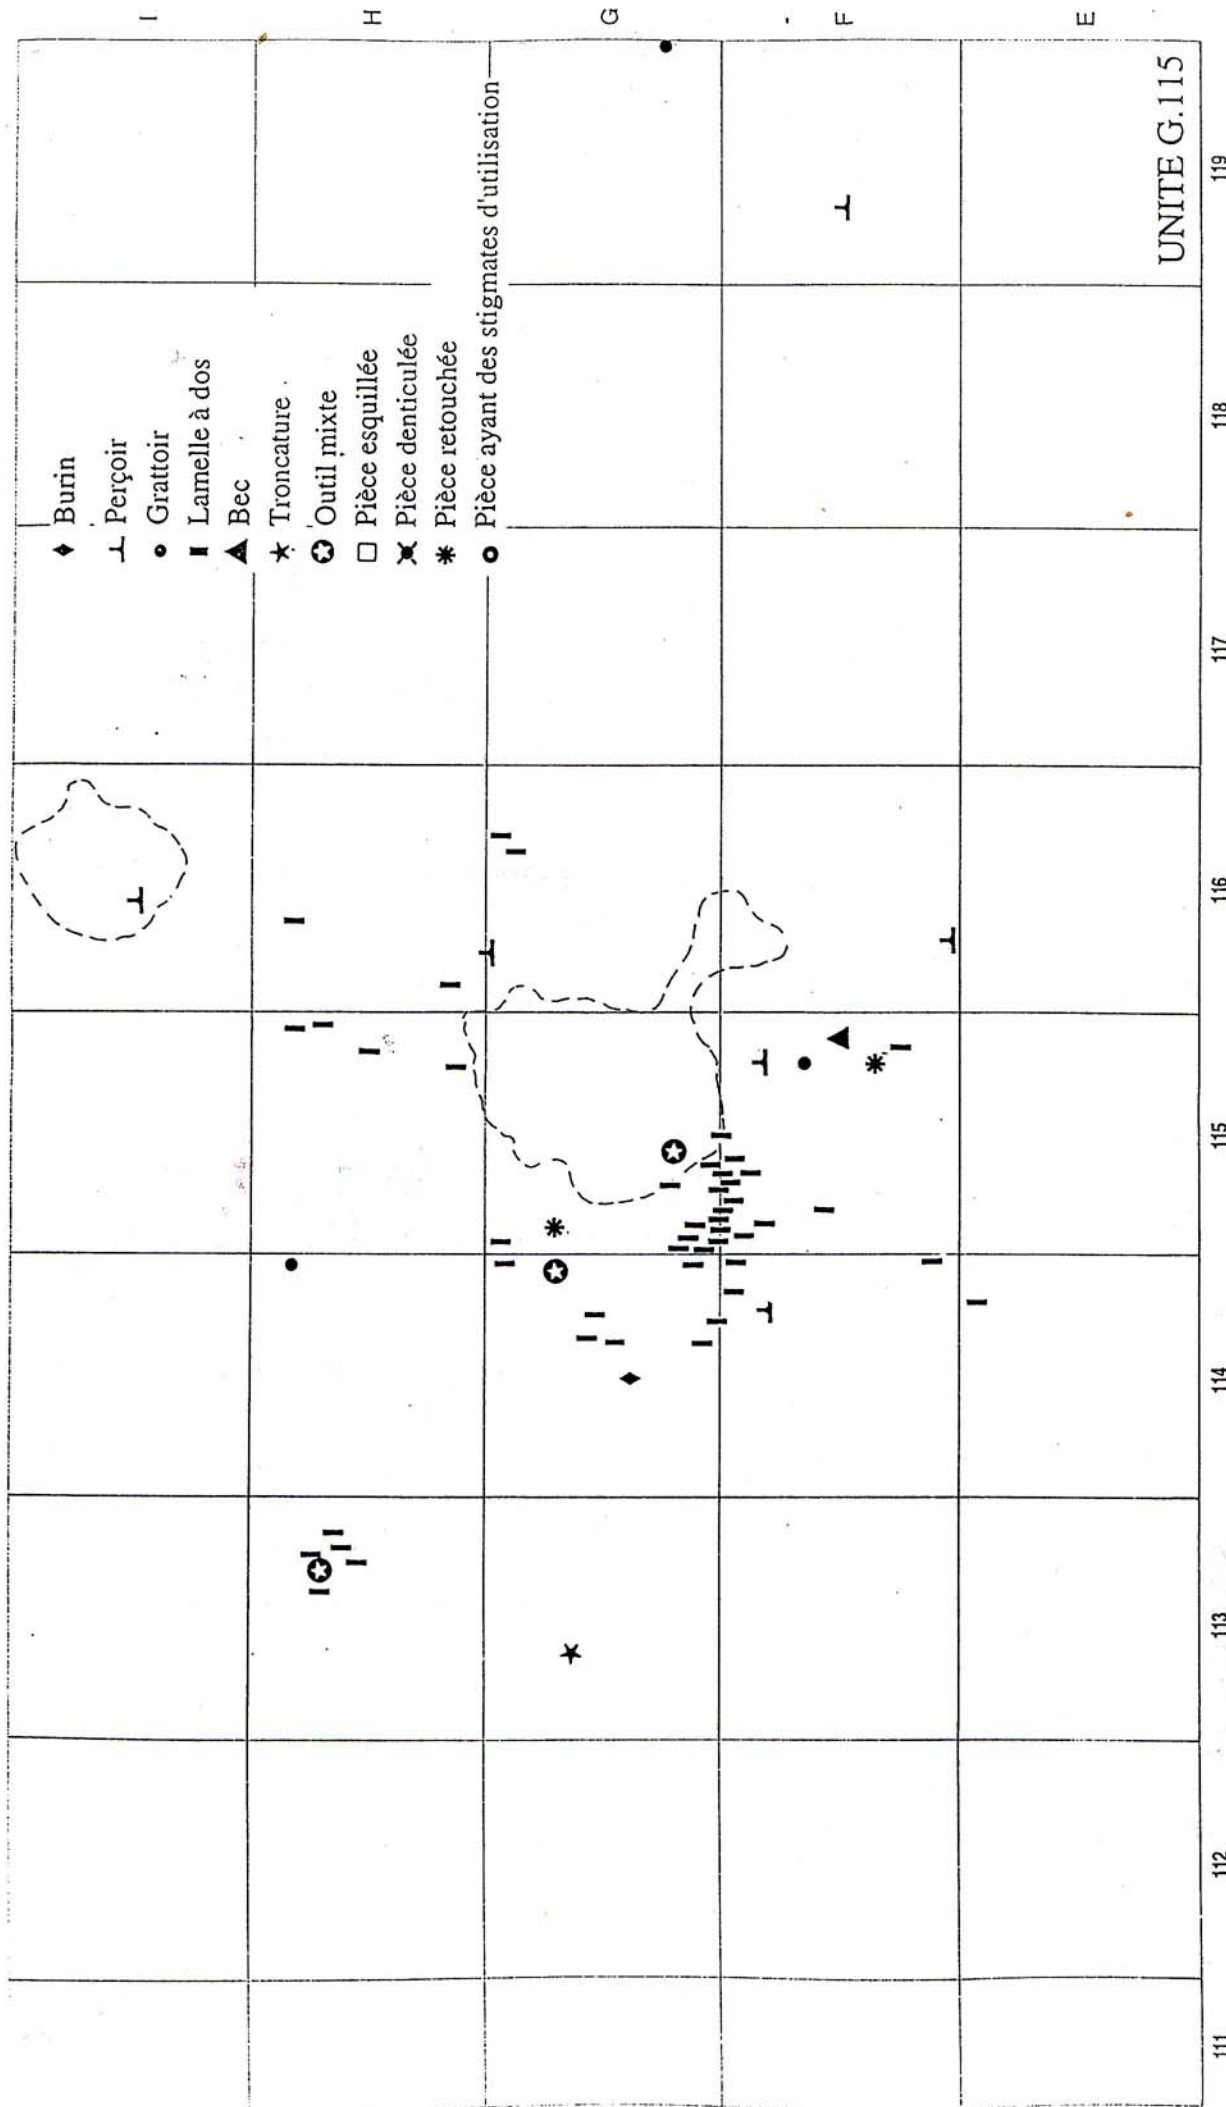 Burin
Perçoir
Grattoir
Lamelle à dos
Bec
Troncature
Outil mixte
Pièce esquillée
Pièce denticulée
Pièce retouchée
Pièce ayant des stigmates d'utilisation
I
H
G
F
E
UNITE G.115
111
112
113
114
115
116
117
118
119